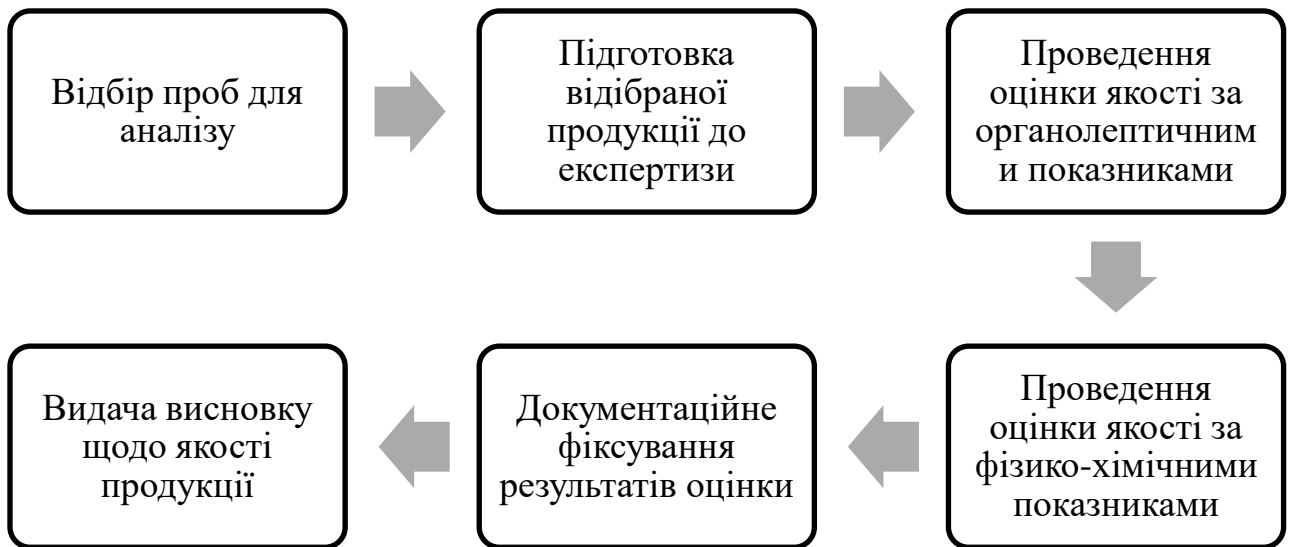 Відбір проб для
аналізу
Підготовка
відібраної
продукції до
експертизи
Проведення
оцінки якості за
органолептичним
и показниками
Проведення
оцінки якості за
фізико-хімічними
показниками
Документаційне
фіксування
результатів оцінки
Видача висновку
щодо якості
продукції